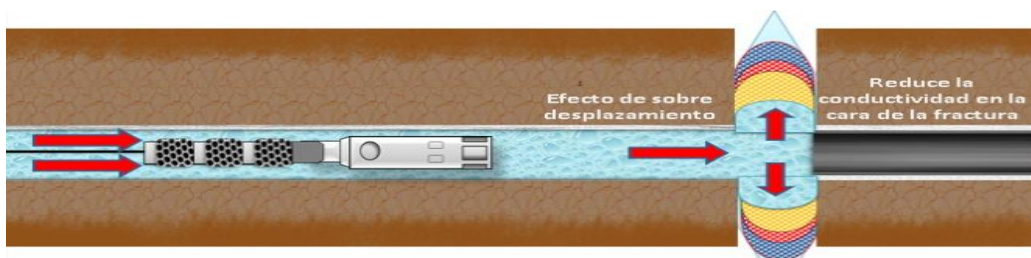 Efecto de sobre
desplazamiento
Reduce la
conductividad en la
cara de la fractura